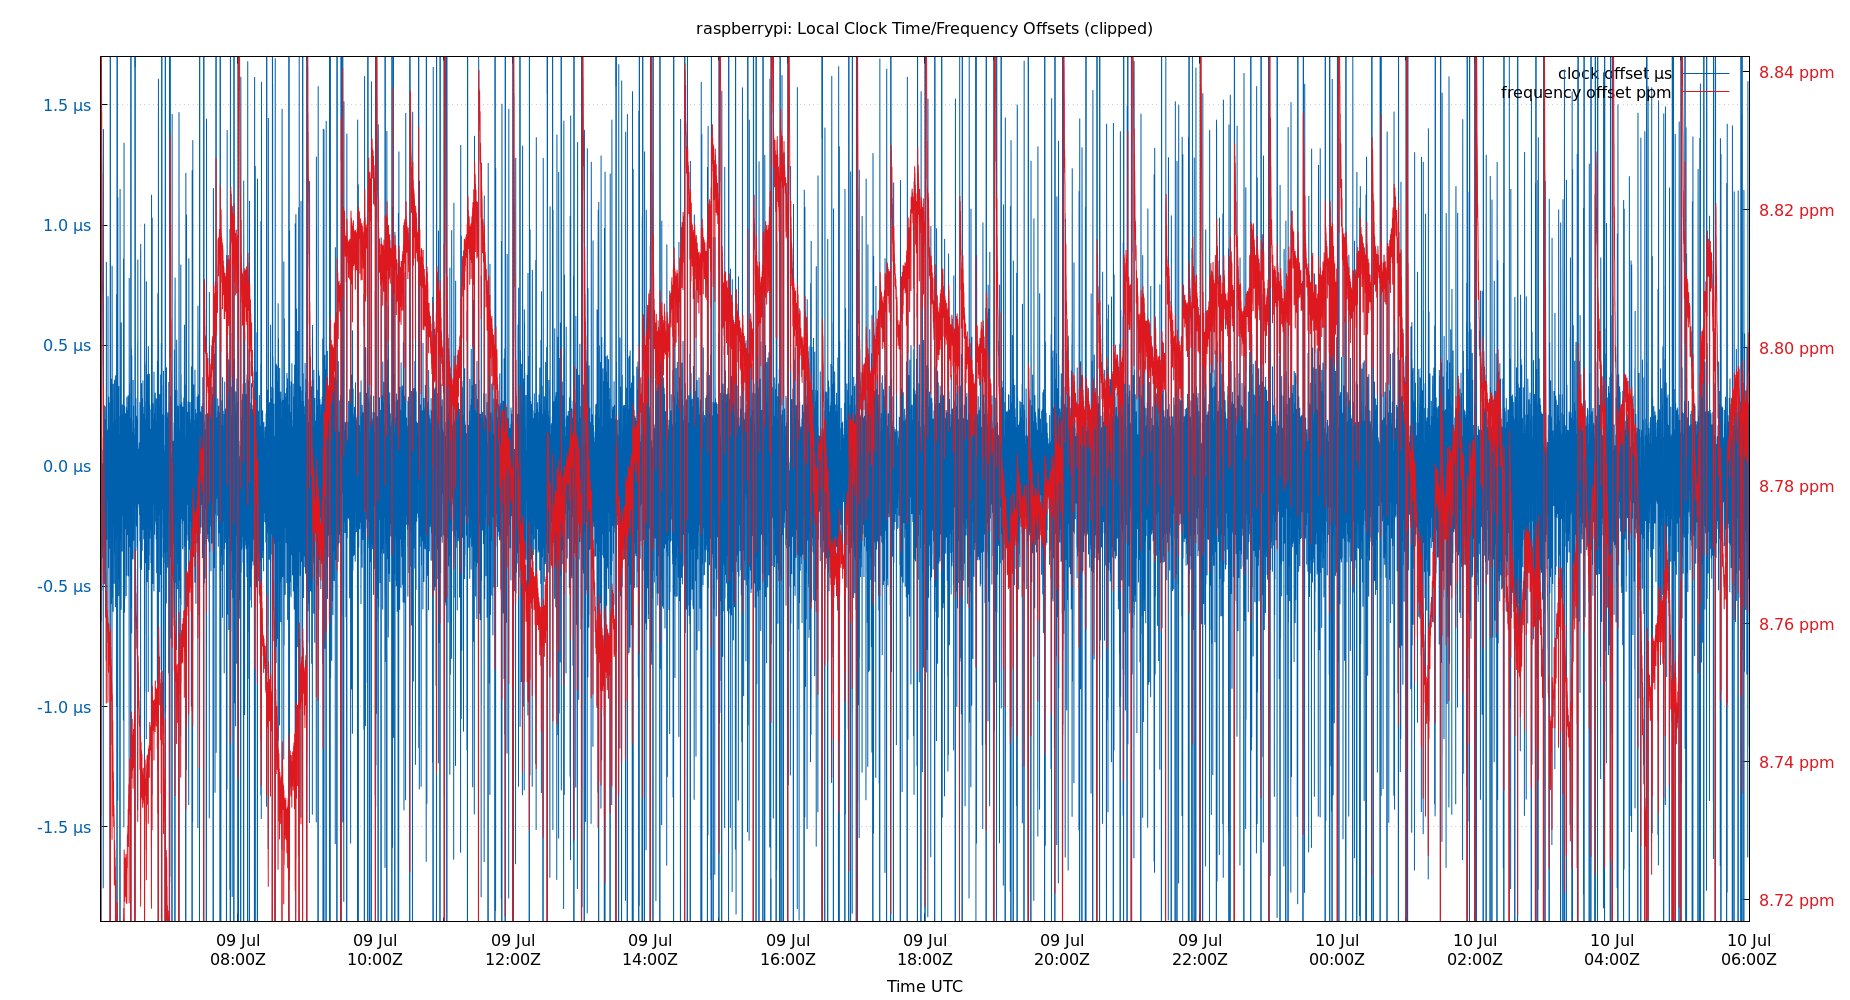 raspberrypi: Local Clock Time/Frequency Offsets (clipped)
clock offset µs
frequency offset ppm
1.5 µs
1.0 µs
0.5 µs
0.0 µs
-0.5 µs
-1.0 µs
-1.5 µs
8.84 ppm
8.82 ppm
8.80 ppm
8.78 ppm
8.76 ppm
8.74 ppm
8.72 ppm
09 Jul 09 Jul 09 Jul 09 Jul 09 Jul 09 Jul 09 Jul 09 Jul 10 Jul 10 Jul 10 Jul 10 Jul
08:00Z 10:00Z 12:00Z 14:00Z 16:00Z 18:00Z 20:00Z 22:00Z 00:00Z 02:00Z 04:00Z 06:00Z
Time UTC